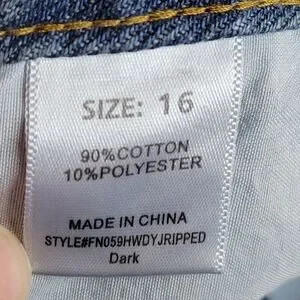 SIZE: 16
90%COTTON
10%POLYESTER
MADE IN CHINA
STYLE#FN059HWDYJRIPPED
Dark